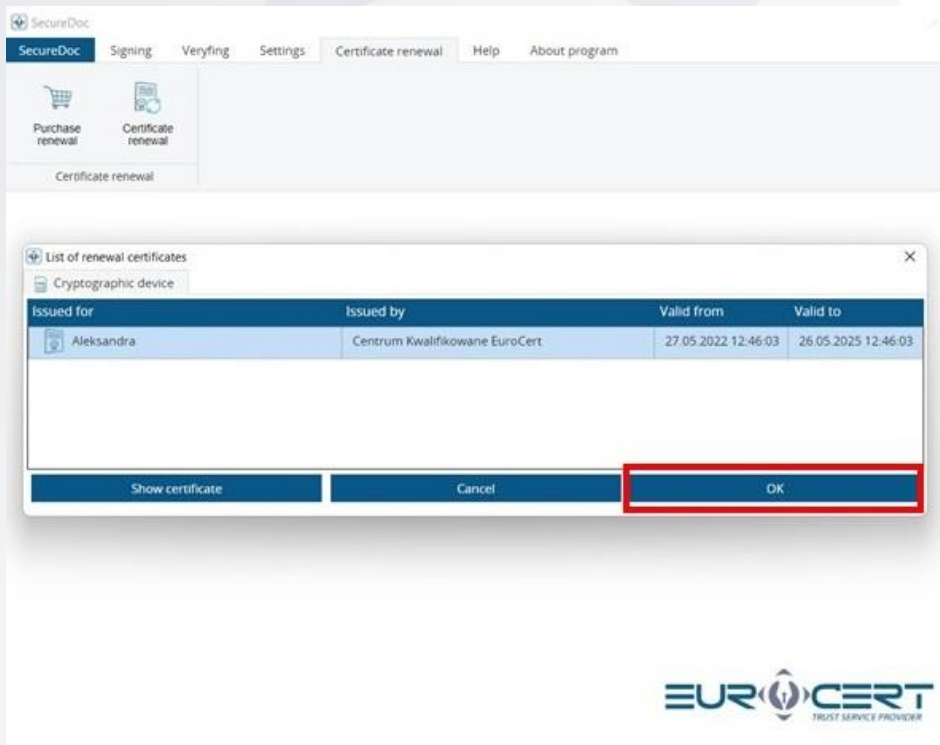 SecureDoc
SecureDoc Signing Veryfing Settings Certificate renewal Help About program
Purchase renewal
Certificate renewal
Certificate renewal
List of renewal certificates
Cryptographic device
Issued for Issued by Valid from Valid to
Aleksandra Centrum Kwalifikowane EuroCert 27.05.2022 12:46:03 26.05.2025 12:46:03
Show certificate Cancel OK
EUROCERT
TRUST SERVICE PROVIDER